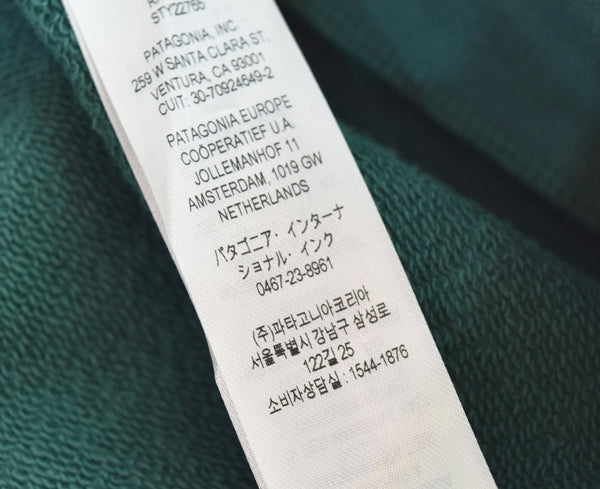 STY22765
PATAGONIA, INC.
259 W SANTA CLARA ST.
VENTURA, CA 93001
CUIT: 30-70924649-2
PATAGONIA EUROPE
COÖPERATIEF U.A.
JOLLEMANHOF 11
AMSTERDAM, 1019 GW
NETHERLANDS
パタゴニア・インターナ
ショナル・インク
0467-23-8961
(주)파타고니아코리아
서울특별시 강남구 삼성로
122길 25
소비자상담실 : 1544-1876